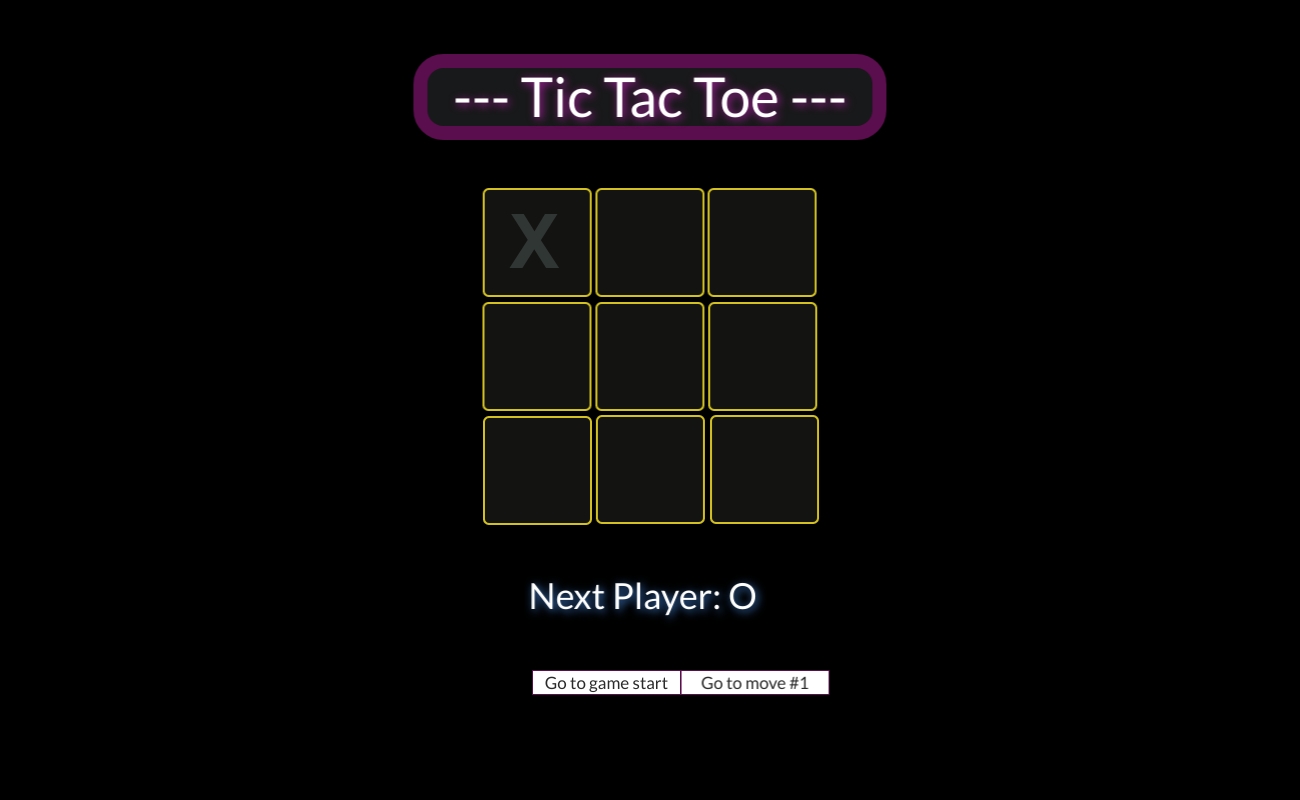 --- Tic Tac Toe ---
X
Next Player: O
Go to game start
Go to move #1